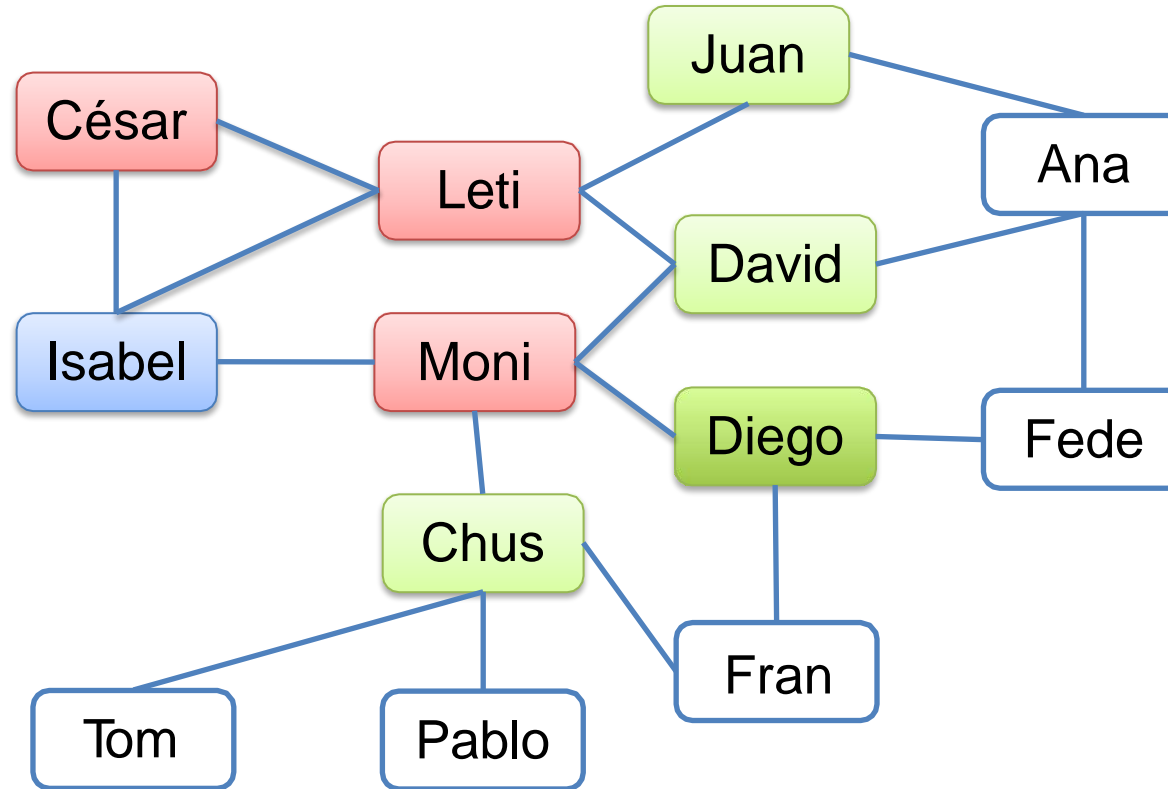 Juan
César
Ana
Leti
David
Isabel
Moni
Diego
Fede
Chus
Fran
Tom
Pablo